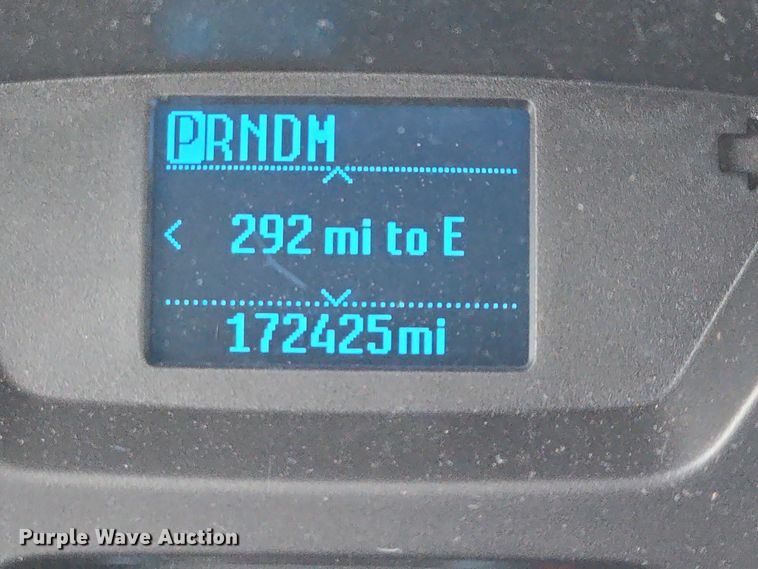 PRNDM
292 mi to E
172425mi
Purple Wave Auction